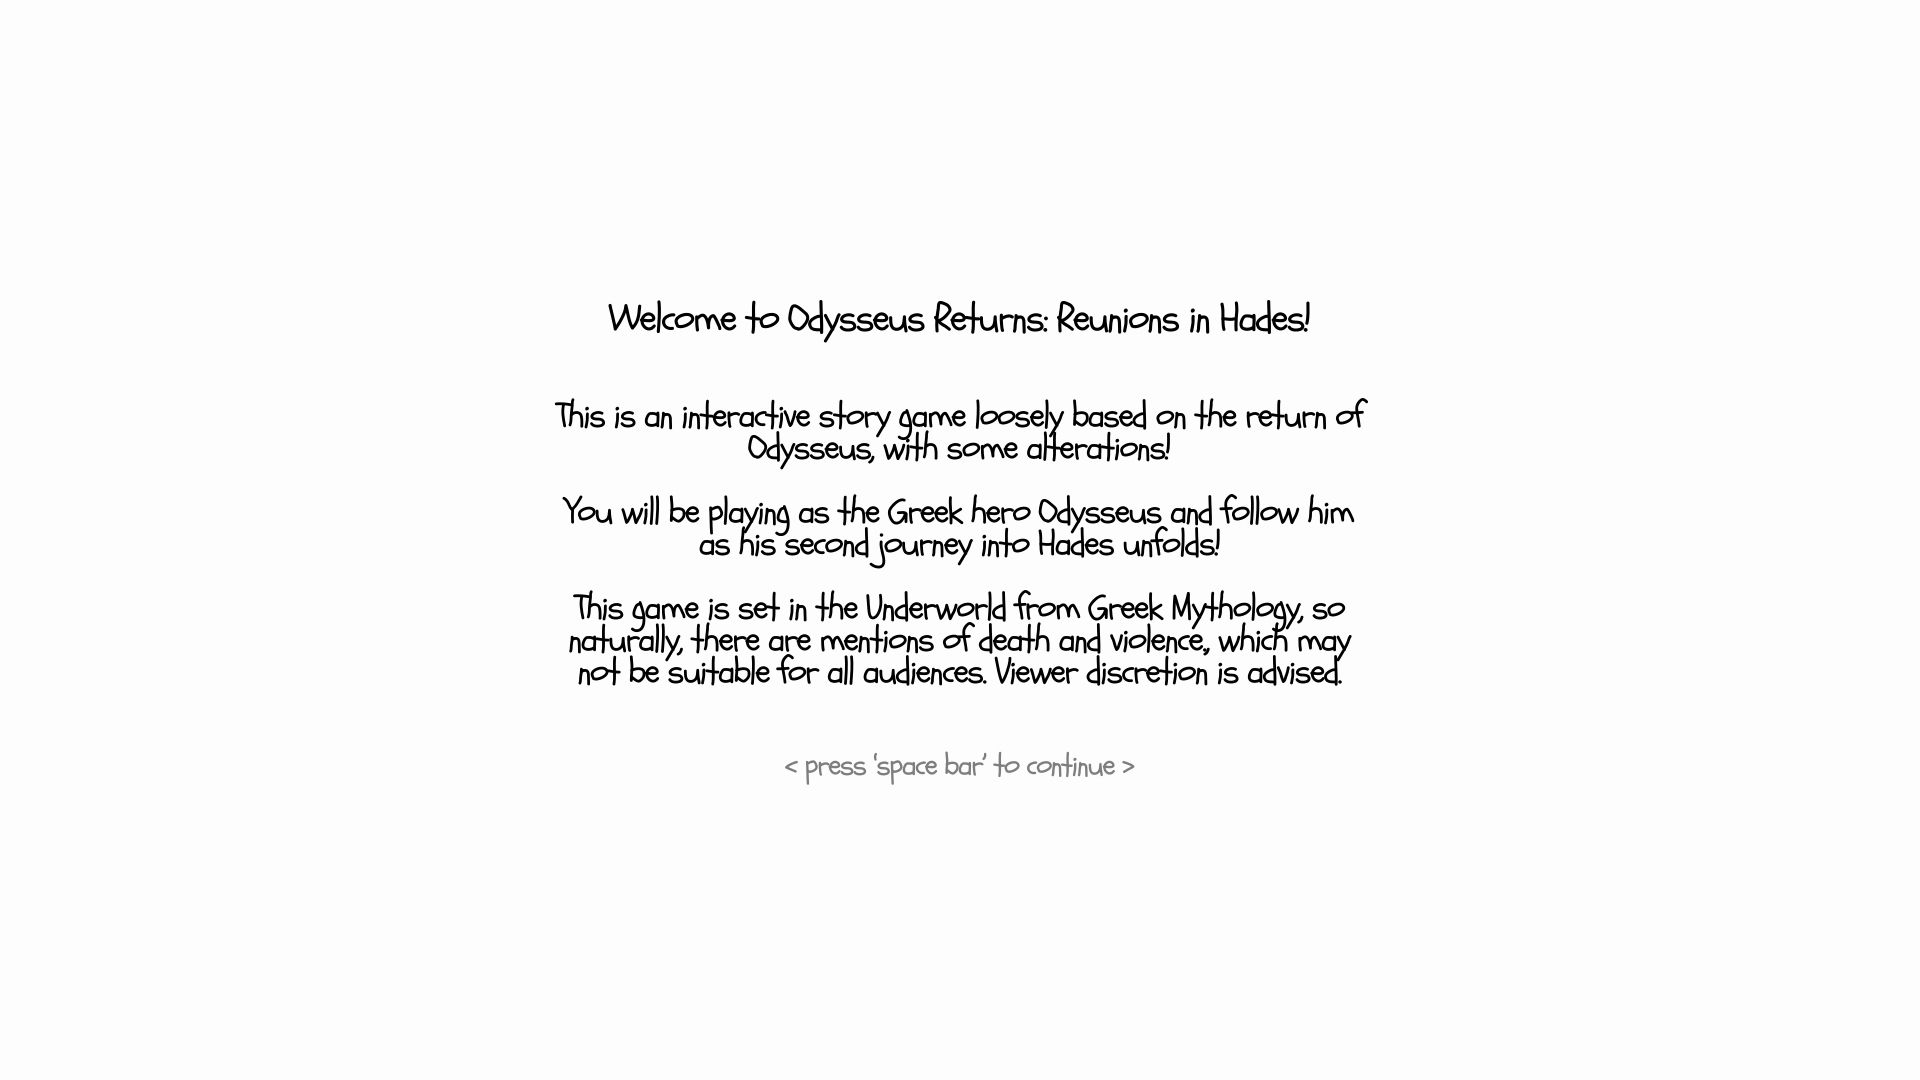 Welcome to Odysseus Returns: Reunions in Hades!
This is an interactive story game loosely based on the return of
Odysseus, with some alterations!
You will be playing as the Greek hero Odysseus and follow him
as his second journey into Hades unfolds!
This game is set in the Underworld from Greek Mythology, so
naturally, there are mentions of death and violence,, which may
not be suitable for all audiences. Viewer discretion is advised.
< press 'space bar' to continue >